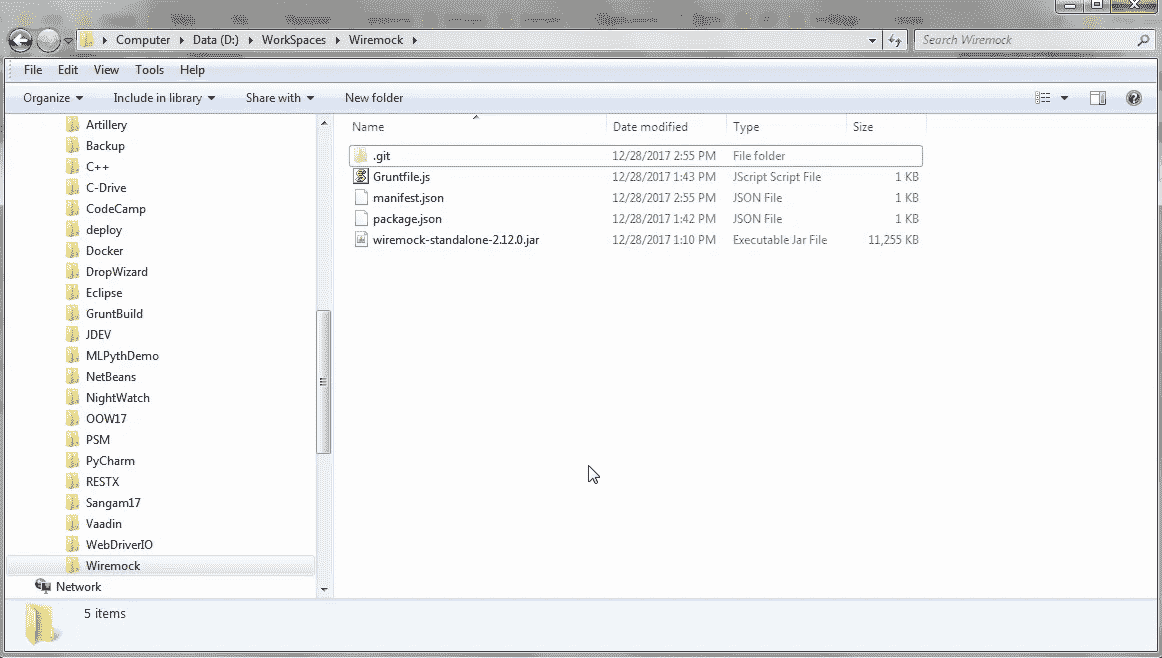 Computer Data (D:) WorkSpaces Wiremock
Search Wiremock
File Edit View Tools Help
Organize Include in library Share with New folder
Name Date modified Type Size
Artillery
Backup
C++
C-Drive
CodeCamp
deploy
Docker
DropWizard
Eclipse
GruntBuild
JDEV
MLPythDemo
NetBeans
NightWatch
OOW17
PSM
PyCharm
RESTX
Sangam17
Vaadin
WebDriverIO
Wiremock
Network
.git 12/28/2017 2:55 PM File folder
Gruntfile.js 12/28/2017 1:43 PM JScript Script File 1 KB
manifest.json 12/28/2017 2:55 PM JSON File 1 KB
package.json 12/28/2017 1:42 PM JSON File 1 KB
wiremock-standalone-2.12.0.jar 12/28/2017 1:10 PM Executable Jar File 11,255 KB
5 items